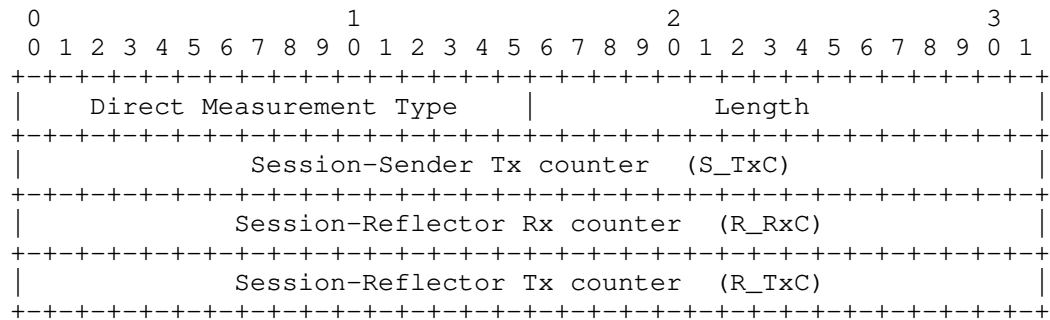 0                   1                   2                   3
 0 1 2 3 4 5 6 7 8 9 0 1 2 3 4 5 6 7 8 9 0 1 2 3 4 5 6 7 8 9 0 1
+-+-+-+-+-+-+-+-+-+-+-+-+-+-+-+-+-+-+-+-+-+-+-+-+-+-+-+-+-+-+-+-+
|    Direct Measurement Type    |           Length              |
+-+-+-+-+-+-+-+-+-+-+-+-+-+-+-+-+-+-+-+-+-+-+-+-+-+-+-+-+-+-+-+-+
|              Session-Sender Tx counter  (S_TxC)               |
+-+-+-+-+-+-+-+-+-+-+-+-+-+-+-+-+-+-+-+-+-+-+-+-+-+-+-+-+-+-+-+-+
|             Session-Reflector Rx counter  (R_RxC)             |
+-+-+-+-+-+-+-+-+-+-+-+-+-+-+-+-+-+-+-+-+-+-+-+-+-+-+-+-+-+-+-+-+
|             Session-Reflector Tx counter  (R_TxC)             |
+-+-+-+-+-+-+-+-+-+-+-+-+-+-+-+-+-+-+-+-+-+-+-+-+-+-+-+-+-+-+-+-+